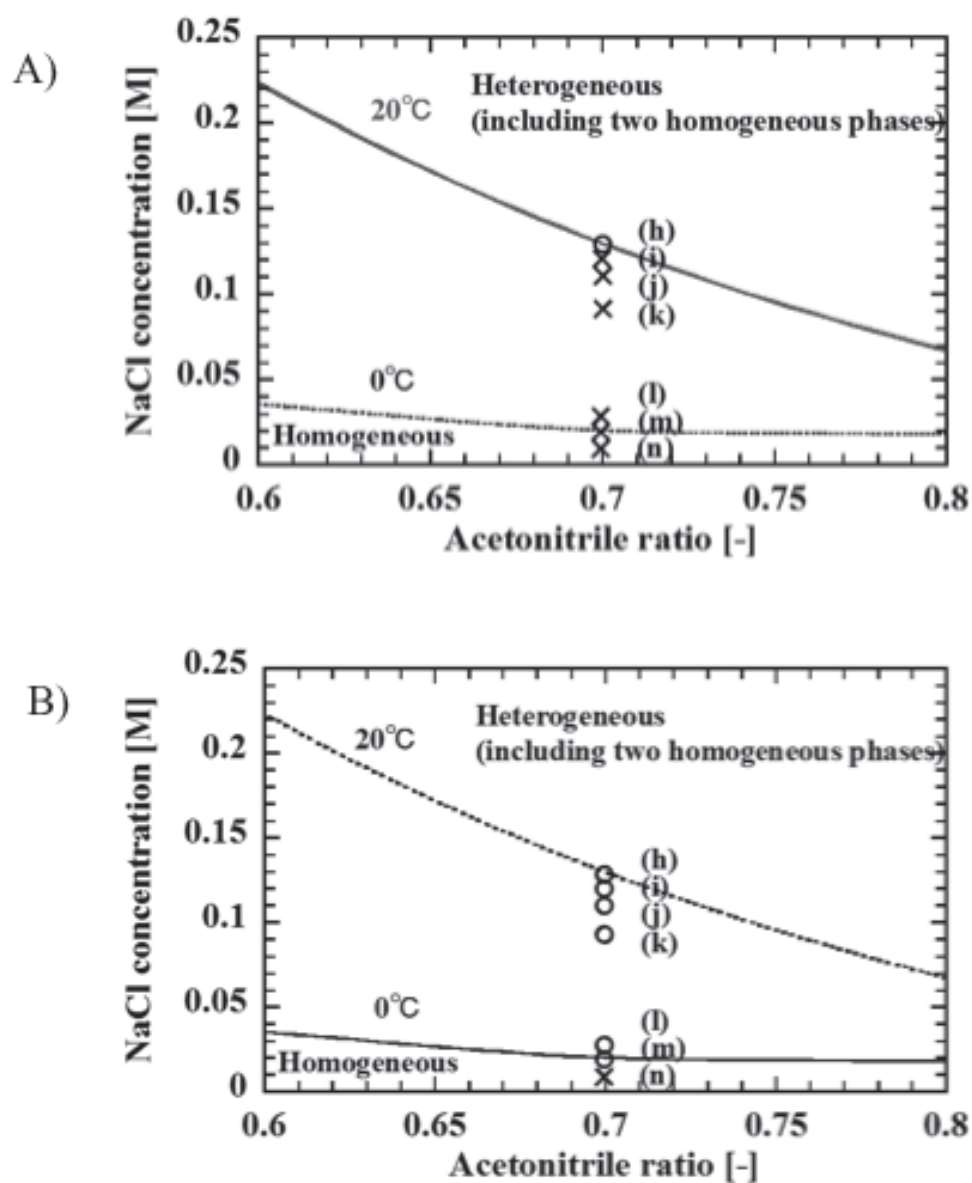 A)
NaCl concentration [M]
0.25
0.2
0.15
0.1
0.05
0
20°C
Heterogeneous
(including two homogeneous phases)
(h)
(i)
(j)
(k)
0°C
(l)
(m)
(n)
Homogeneous
0.6 0.65 0.7 0.75 0.8
Acetonitrile ratio [-]
B)
NaCl concentration [M]
0.25
0.2
0.15
0.1
0.05
0
20°C
Heterogeneous
(including two homogeneous phases)
(h)
(i)
(j)
(k)
0°C
(l)
(m)
(n)
Homogeneous
0.6 0.65 0.7 0.75 0.8
Acetonitrile ratio [-]